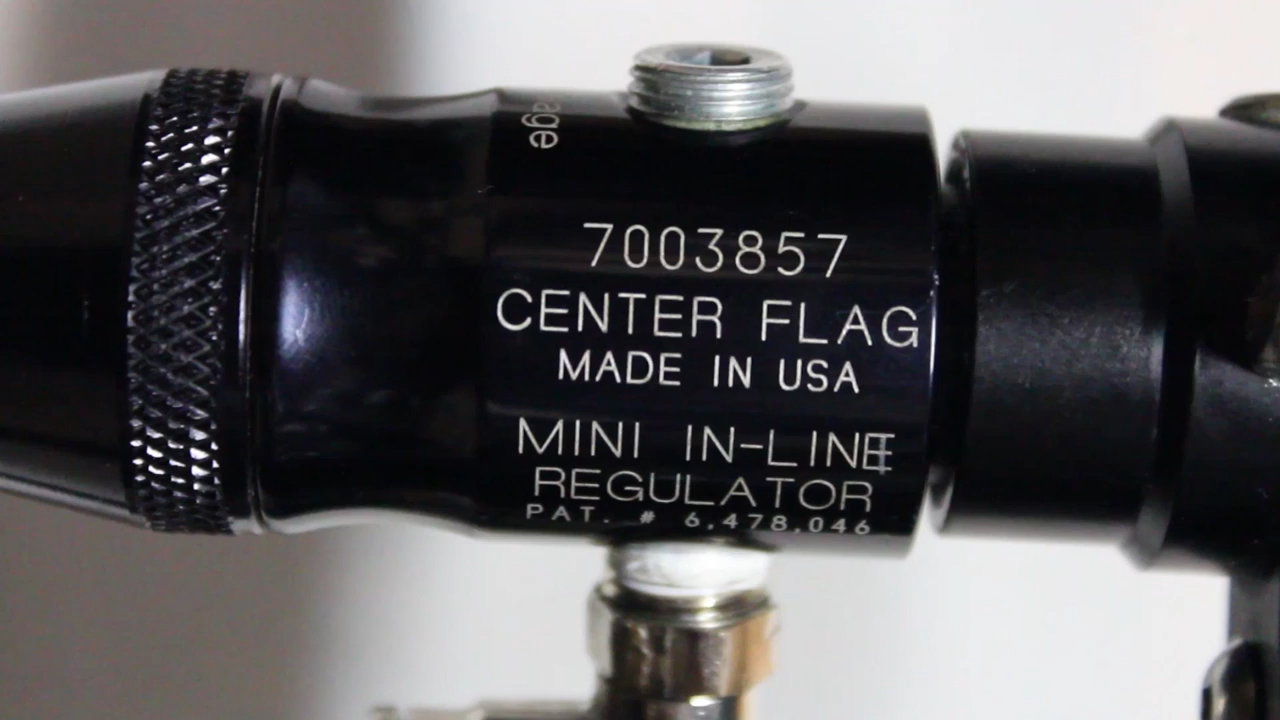 7003857
CENTER FLAG
MADE IN USA
MINI IN-LINE
REGULATOR
PAT. # 6,478,046